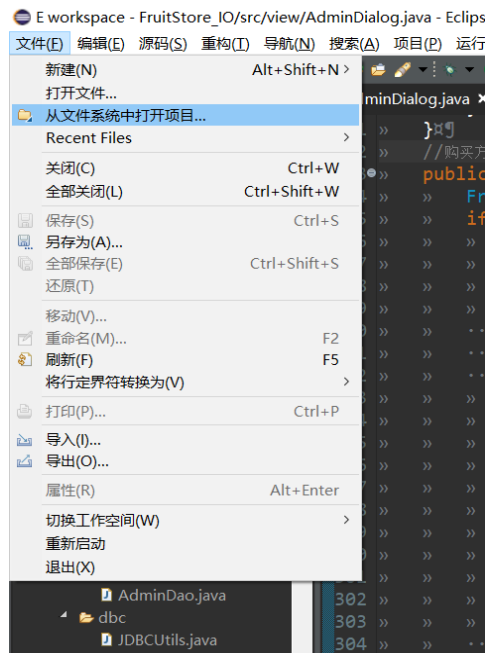 E workspace - FruitStore_IO/src/view/AdminDialog.java - Eclips
文件(F) 编辑(E) 源码(S) 重构(T) 导航(N) 搜索(A) 项目(P) 运行
新建(N) Alt+Shift+N >
打开文件...
从文件系统中打开项目...
Recent Files >
关闭(C) Ctrl+W
全部关闭(L) Ctrl+Shift+W
保存(S) Ctrl+S
另存为(A)...
全部保存(E) Ctrl+Shift+S
还原(T)
移动(V)...
重命名(M)... F2
刷新(F) F5
将行定界符转换为(V) >
打印(P)... Ctrl+P
导入(I)...
导出(O)...
属性(R) Alt+Enter
切换工作空间(W) >
重新启动
退出(X)
minDialog.java
}¤¶
//购买方
public
Fr
if
AdminDao.java
dbc
JDBCUtils.java
302
303
304